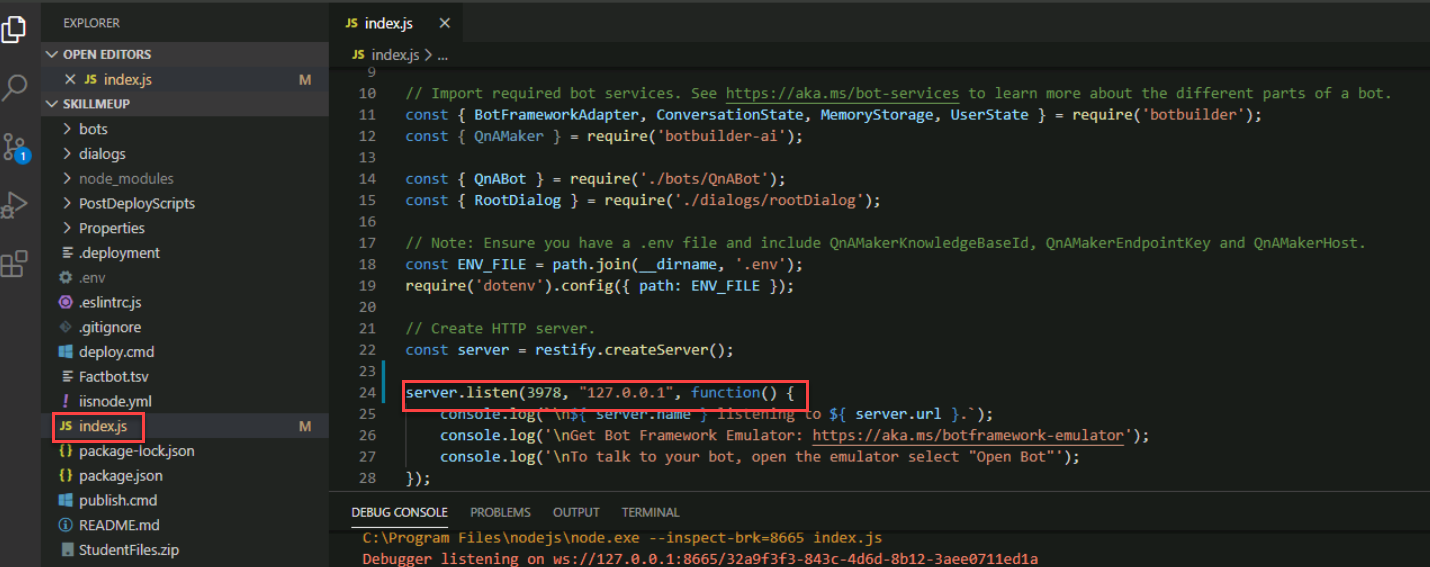 EXPLORER
OPEN EDITORS
JS index.js M
SKILLMEUP
bots
dialogs
node_modules
PostDeployScripts
Properties
.deployment
.env
.eslintrc.js
.gitignore
deploy.cmd
Factbot.tsv
! iisnode.yml
JS index.js M
{} package-lock.json
{} package.json
publish.cmd
README.md
StudentFiles.zip
1
JS index.js
JS index.js > ...
9
10 // Import required bot services. See https://aka.ms/bot-services to learn more about the different parts of a bot.
11 const { BotFrameworkAdapter, ConversationState, MemoryStorage, UserState } = require('botbuilder');
12 const { QnAMaker } = require('botbuilder-ai');
13
14 const { QnABot } = require('./bots/QnABot');
15 const { RootDialog } = require('./dialogs/rootDialog');
16
17 // Note: Ensure you have a .env file and include QnAMakerKnowledgeBaseId, QnAMakerEndpointKey and QnAMakerHost.
18 const ENV_FILE = path.join(__dirname, '.env');
19 require('dotenv').config({ path: ENV_FILE });
20
21 // Create HTTP server.
22 const server = restify.createServer();
23
24 server.listen(3978, "127.0.0.1", function() {
25 console.log(`\n${ server.name } listening to ${ server.url }.`);
26 console.log('\nGet Bot Framework Emulator: https://aka.ms/botframework-emulator');
27 console.log('\nTo talk to your bot, open the emulator select "Open Bot"');
28 });
DEBUG CONSOLE PROBLEMS OUTPUT TERMINAL
C:\Program Files\nodejs\node.exe --inspect-brk=8665 index.js
Debugger listening on ws://127.0.0.1:8665/32a9f3f3-843c-4d6d-8b12-3aee0711ed1a